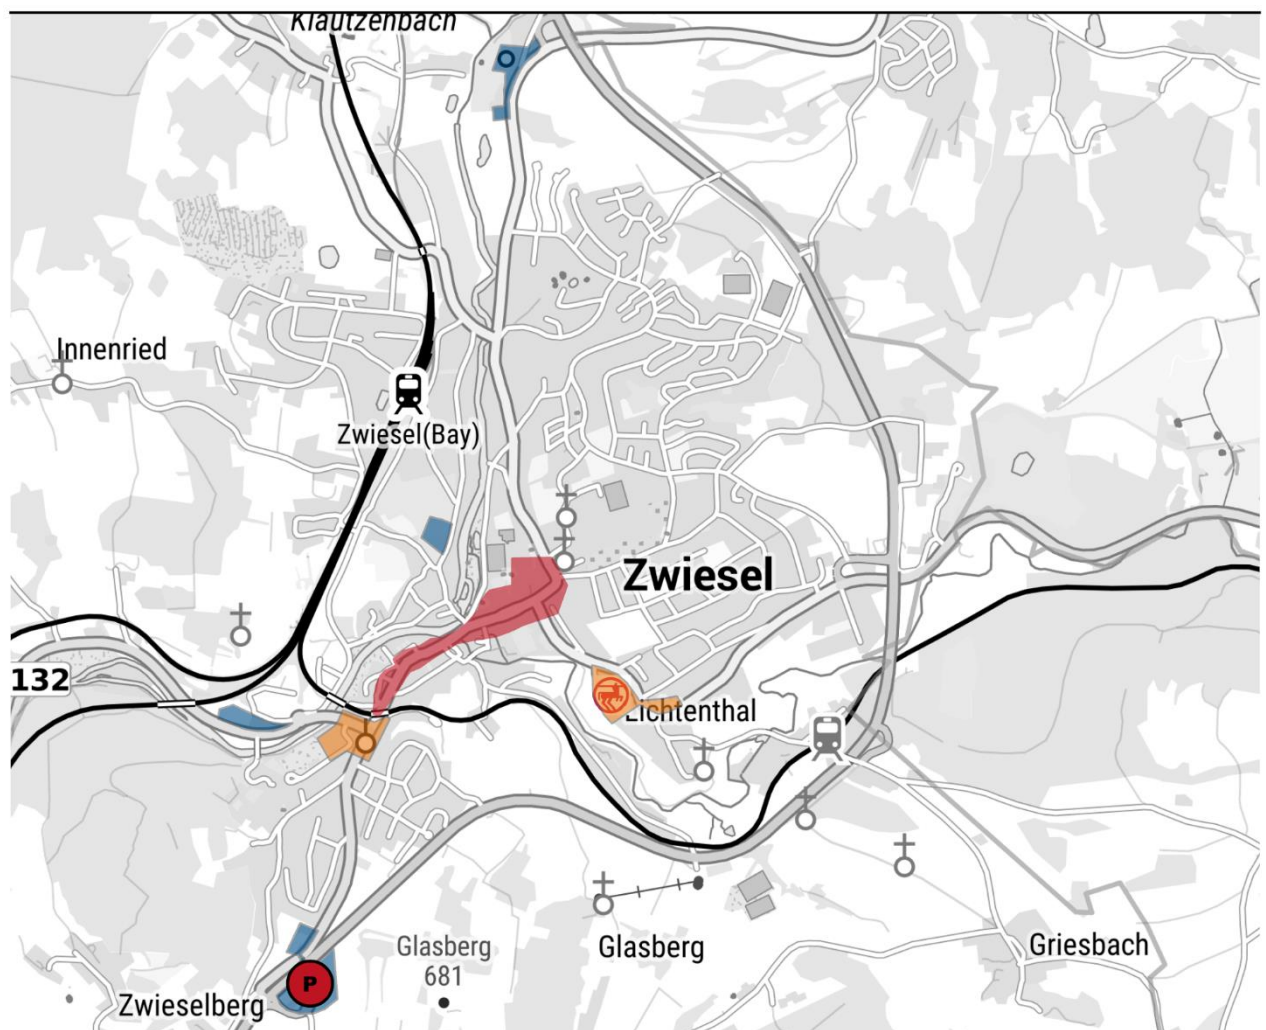 Klautzenbach
Innenried
Zwiesel(Bay)
Zwiesel
132
Lichtenthal
Glasberg
681
Glasberg
Griesbach
P
Zwieselberg